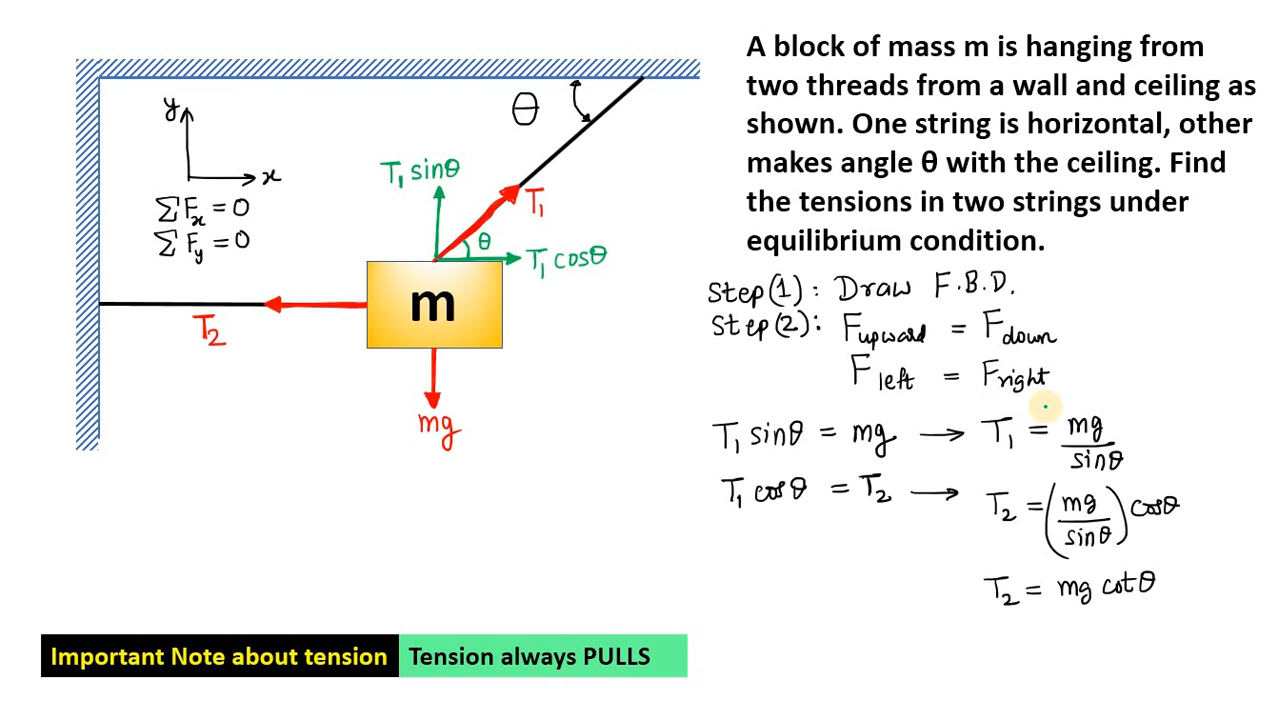 A block of mass m is hanging from
two threads from a wall and ceiling as
shown. One string is horizontal, other
makes angle θ with the ceiling. Find
the tensions in two strings under
equilibrium condition.
y
x
ΣFx = 0
ΣFy = 0
θ
T₁ sinθ
T₁
θ
T₁ cosθ
m
T₂
mg
Step(1): Draw F.B.D.
Step(2): Fupward = Fdown
Fleft = Fright
T₁ sinθ = mg → T₁ = mg/sinθ
T₁ cosθ = T₂ → T₂ = (mg/sinθ) cosθ
T₂ = mg cotθ
Important Note about tension Tension always PULLS